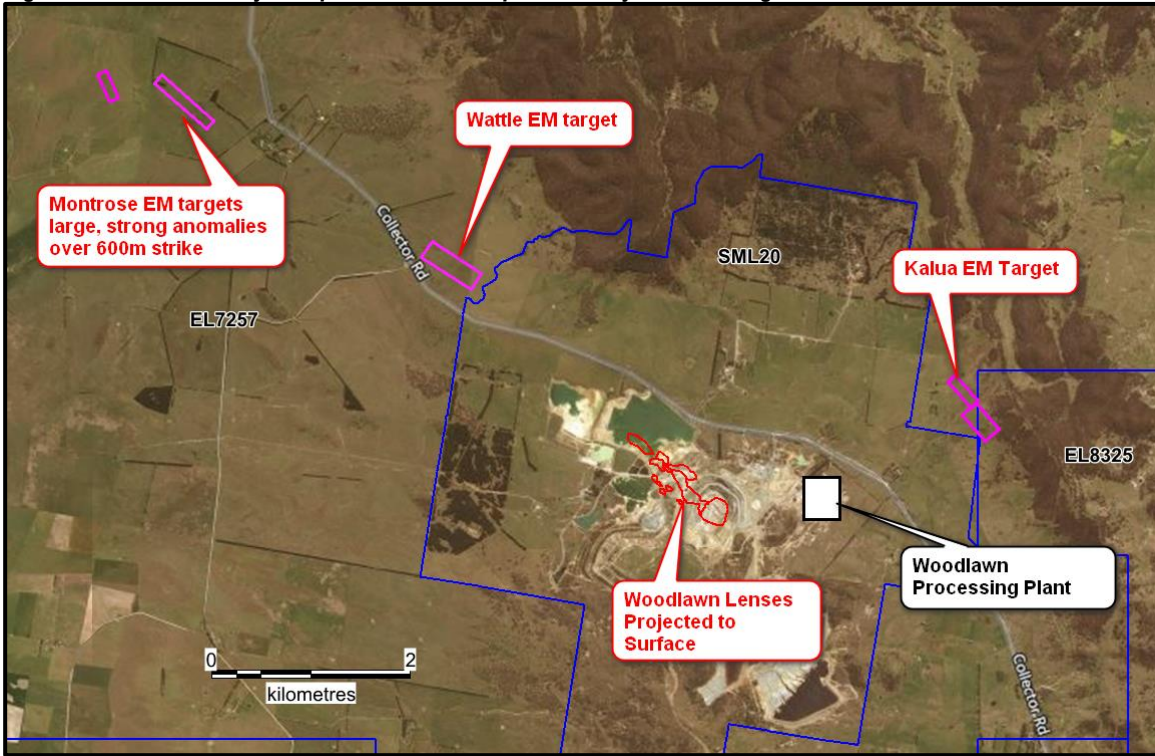 Wattle EM target
Montrose EM targets
large, strong anomalies
over 600m strike
Collector Rd
SML20
Kalua EM Target
EL7257
EL8325
Woodlawn
Processing Plant
Woodlawn Lenses
Projected to
Surface
0 2
kilometres
Collector Rd